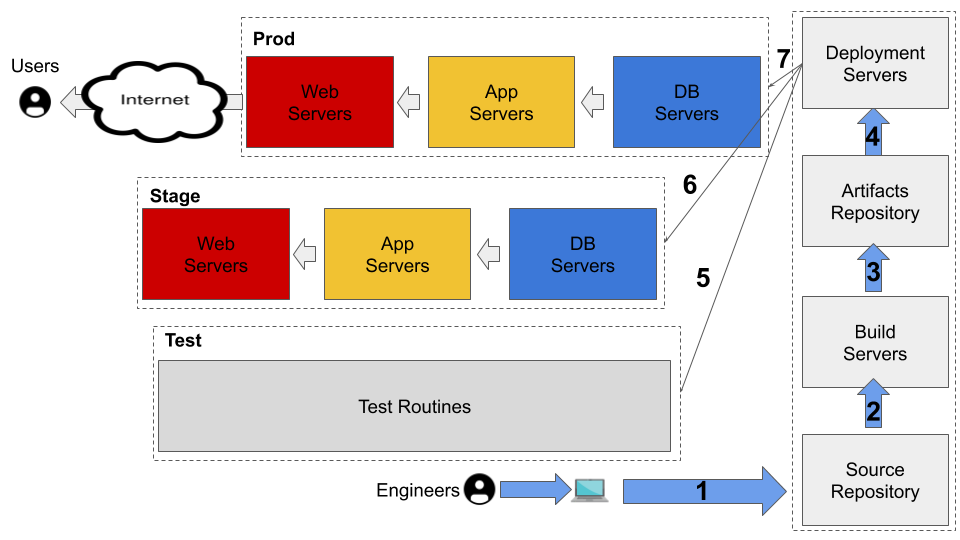 Users
Internet
Prod
Web
Servers
App
Servers
DB
Servers
7
Deployment
Servers
4
Stage
Web
Servers
App
Servers
DB
Servers
6
Artifacts
Repository
3
5
Test
Test Routines
Build
Servers
2
Engineers
1
Source
Repository